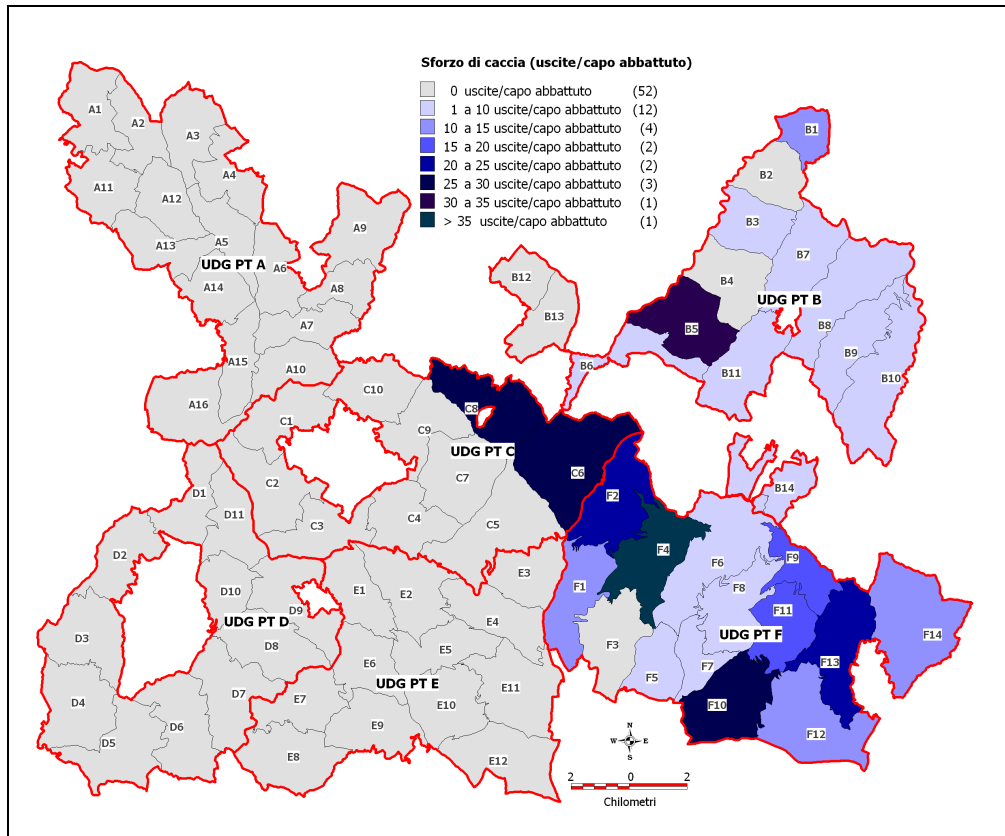 Sforzo di caccia (uscite/capo abbattuto)
0 uscite/capo abbattuto (52)
1 a 10 uscite/capo abbattuto (12)
10 a 15 uscite/capo abbattuto (4)
15 a 20 uscite/capo abbattuto (2)
20 a 25 uscite/capo abbattuto (2)
25 a 30 uscite/capo abbattuto (3)
30 a 35 uscite/capo abbattuto (1)
> 35 uscite/capo abbattuto (1)
A1
A2
A3
A4
A11
A12
A13
A5
UDG PT A
A6
A9
A14
A8
A7
A15
A10
A16
B1
B2
B3
B7
B4
UDG PT B
B5
B8
B9
B10
B11
B6
B12
B13
B14
C10
C8
C1
C9
UDG PT C
C6
C7
C2
C3
C4
C5
D1
D11
D2
D10
D9
UDG PT D
D8
D3
D7
D4
D6
D5
E3
E1
E2
E4
E5
E6
UDG PT E
E11
E7
E10
E9
E8
E12
F2
F4
F1
F6
F9
F8
F11
UDG PT F
F14
F3
F7
F5
F13
F10
F12
N
W E
S
2 0 2
Chilometri